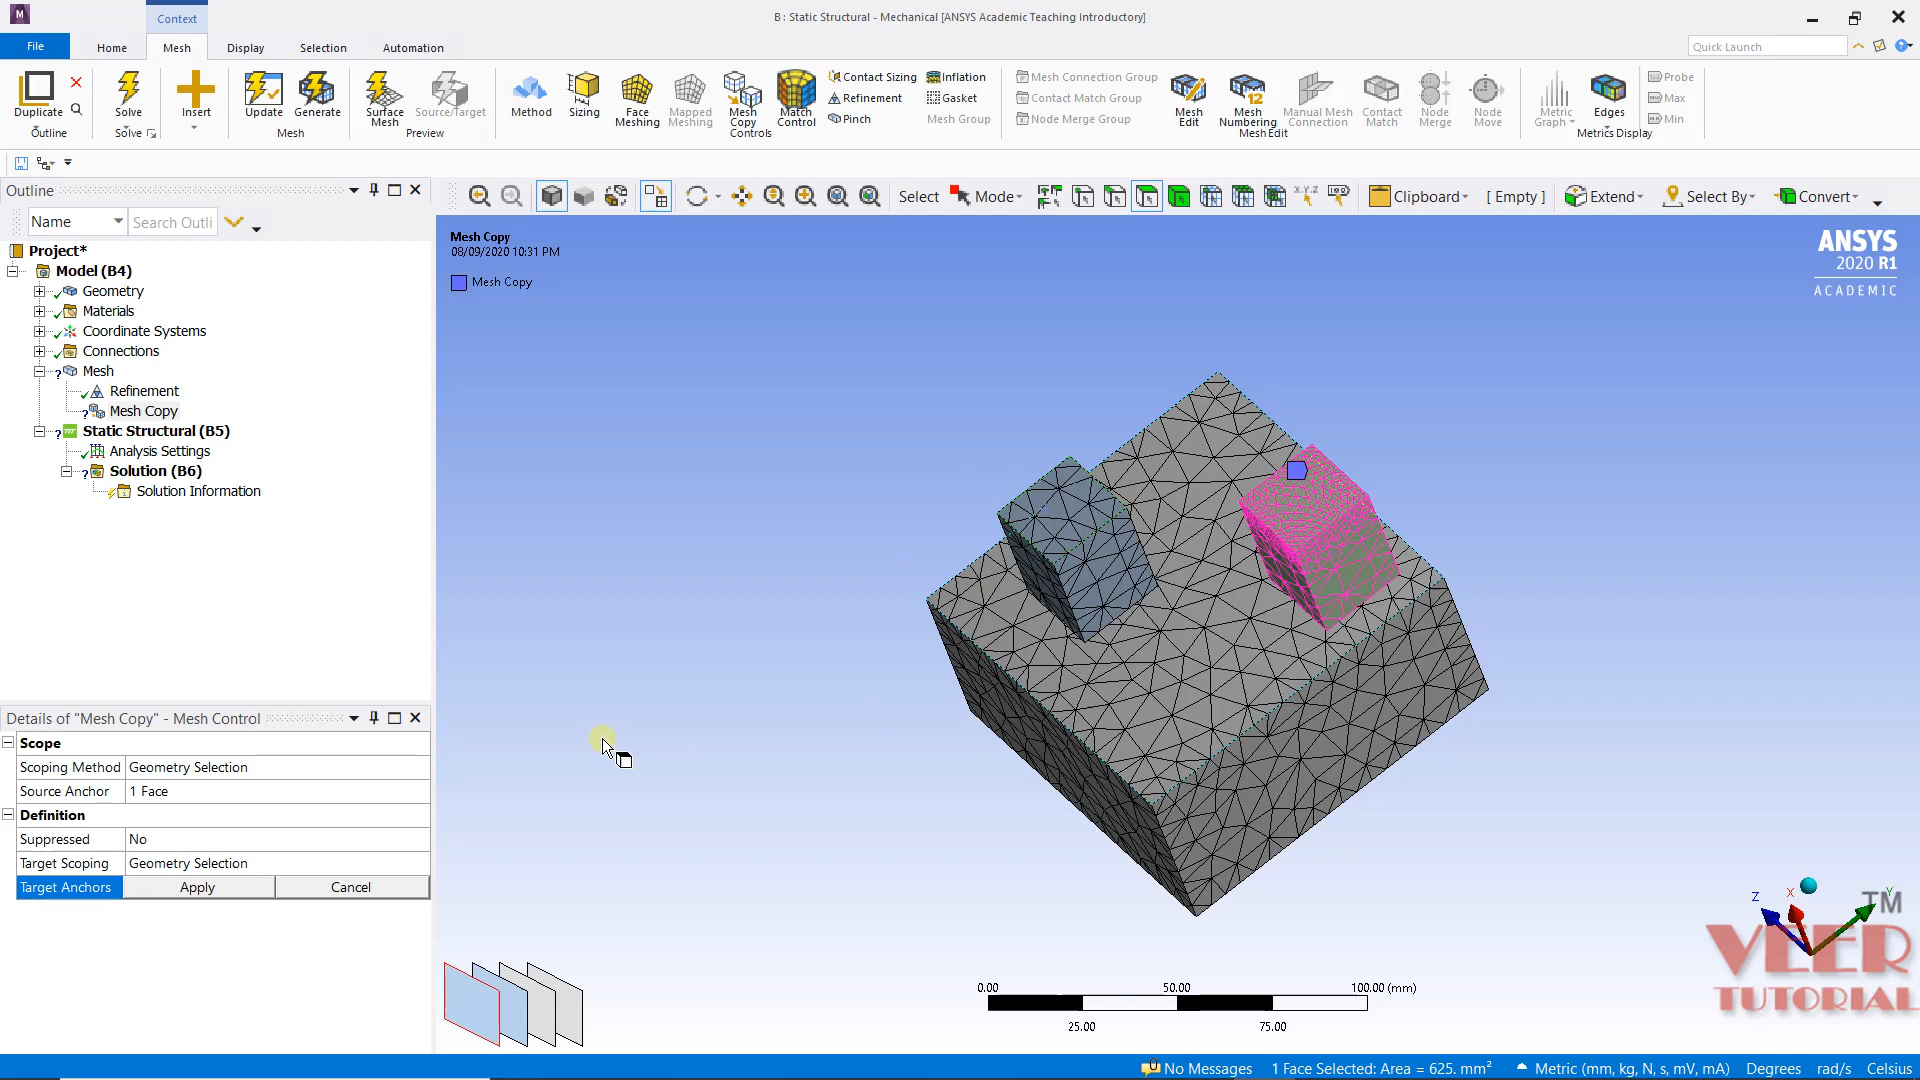 B : Static Structural - Mechanical [ANSYS Academic Teaching Introductory]
Context
File
Home
Mesh
Display
Selection
Automation
Quick Launch
Duplicate
Outline
Solve
Solve
Insert
Update
Generate
Mesh
Surface Mesh
Source/Target
Preview
Method
Sizing
Face Meshing
Mapped Meshing
Mesh Copy
Match Control
Contact Sizing
Refinement
Pinch
Inflation
Gasket
Mesh Group
Controls
Mesh Connection Group
Contact Match Group
Node Merge Group
Mesh Edit
Mesh Numbering
Manual Mesh Connection
Contact Match
Node Merge
Node Move
Mesh Edit
Metric Graph
Edges
Probe
Max
Min
Metrics Display
Outline
Name
Search Outli
Select
Mode
Clipboard
[ Empty ]
Extend
Select By
Convert
Project*
Model (B4)
Geometry
Materials
Coordinate Systems
Connections
Mesh
Refinement
Mesh Copy
Static Structural (B5)
Analysis Settings
Solution (B6)
Solution Information
Details of "Mesh Copy" - Mesh Control
Scope
Scoping Method Geometry Selection
Source Anchor 1 Face
Definition
Suppressed No
Target Scoping Geometry Selection
Target Anchors Apply Cancel
Mesh Copy
08/09/2020 10:31 PM
Mesh Copy
ANSYS
2020 R1
ACADEMIC
0.00 50.00 100.00 (mm)
25.00 75.00
Z X Y
TM
VEER
TUTORIAL
No Messages
1 Face Selected: Area = 625. mm²
Metric (mm, kg, N, s, mV, mA)
Degrees
rad/s
Celsius